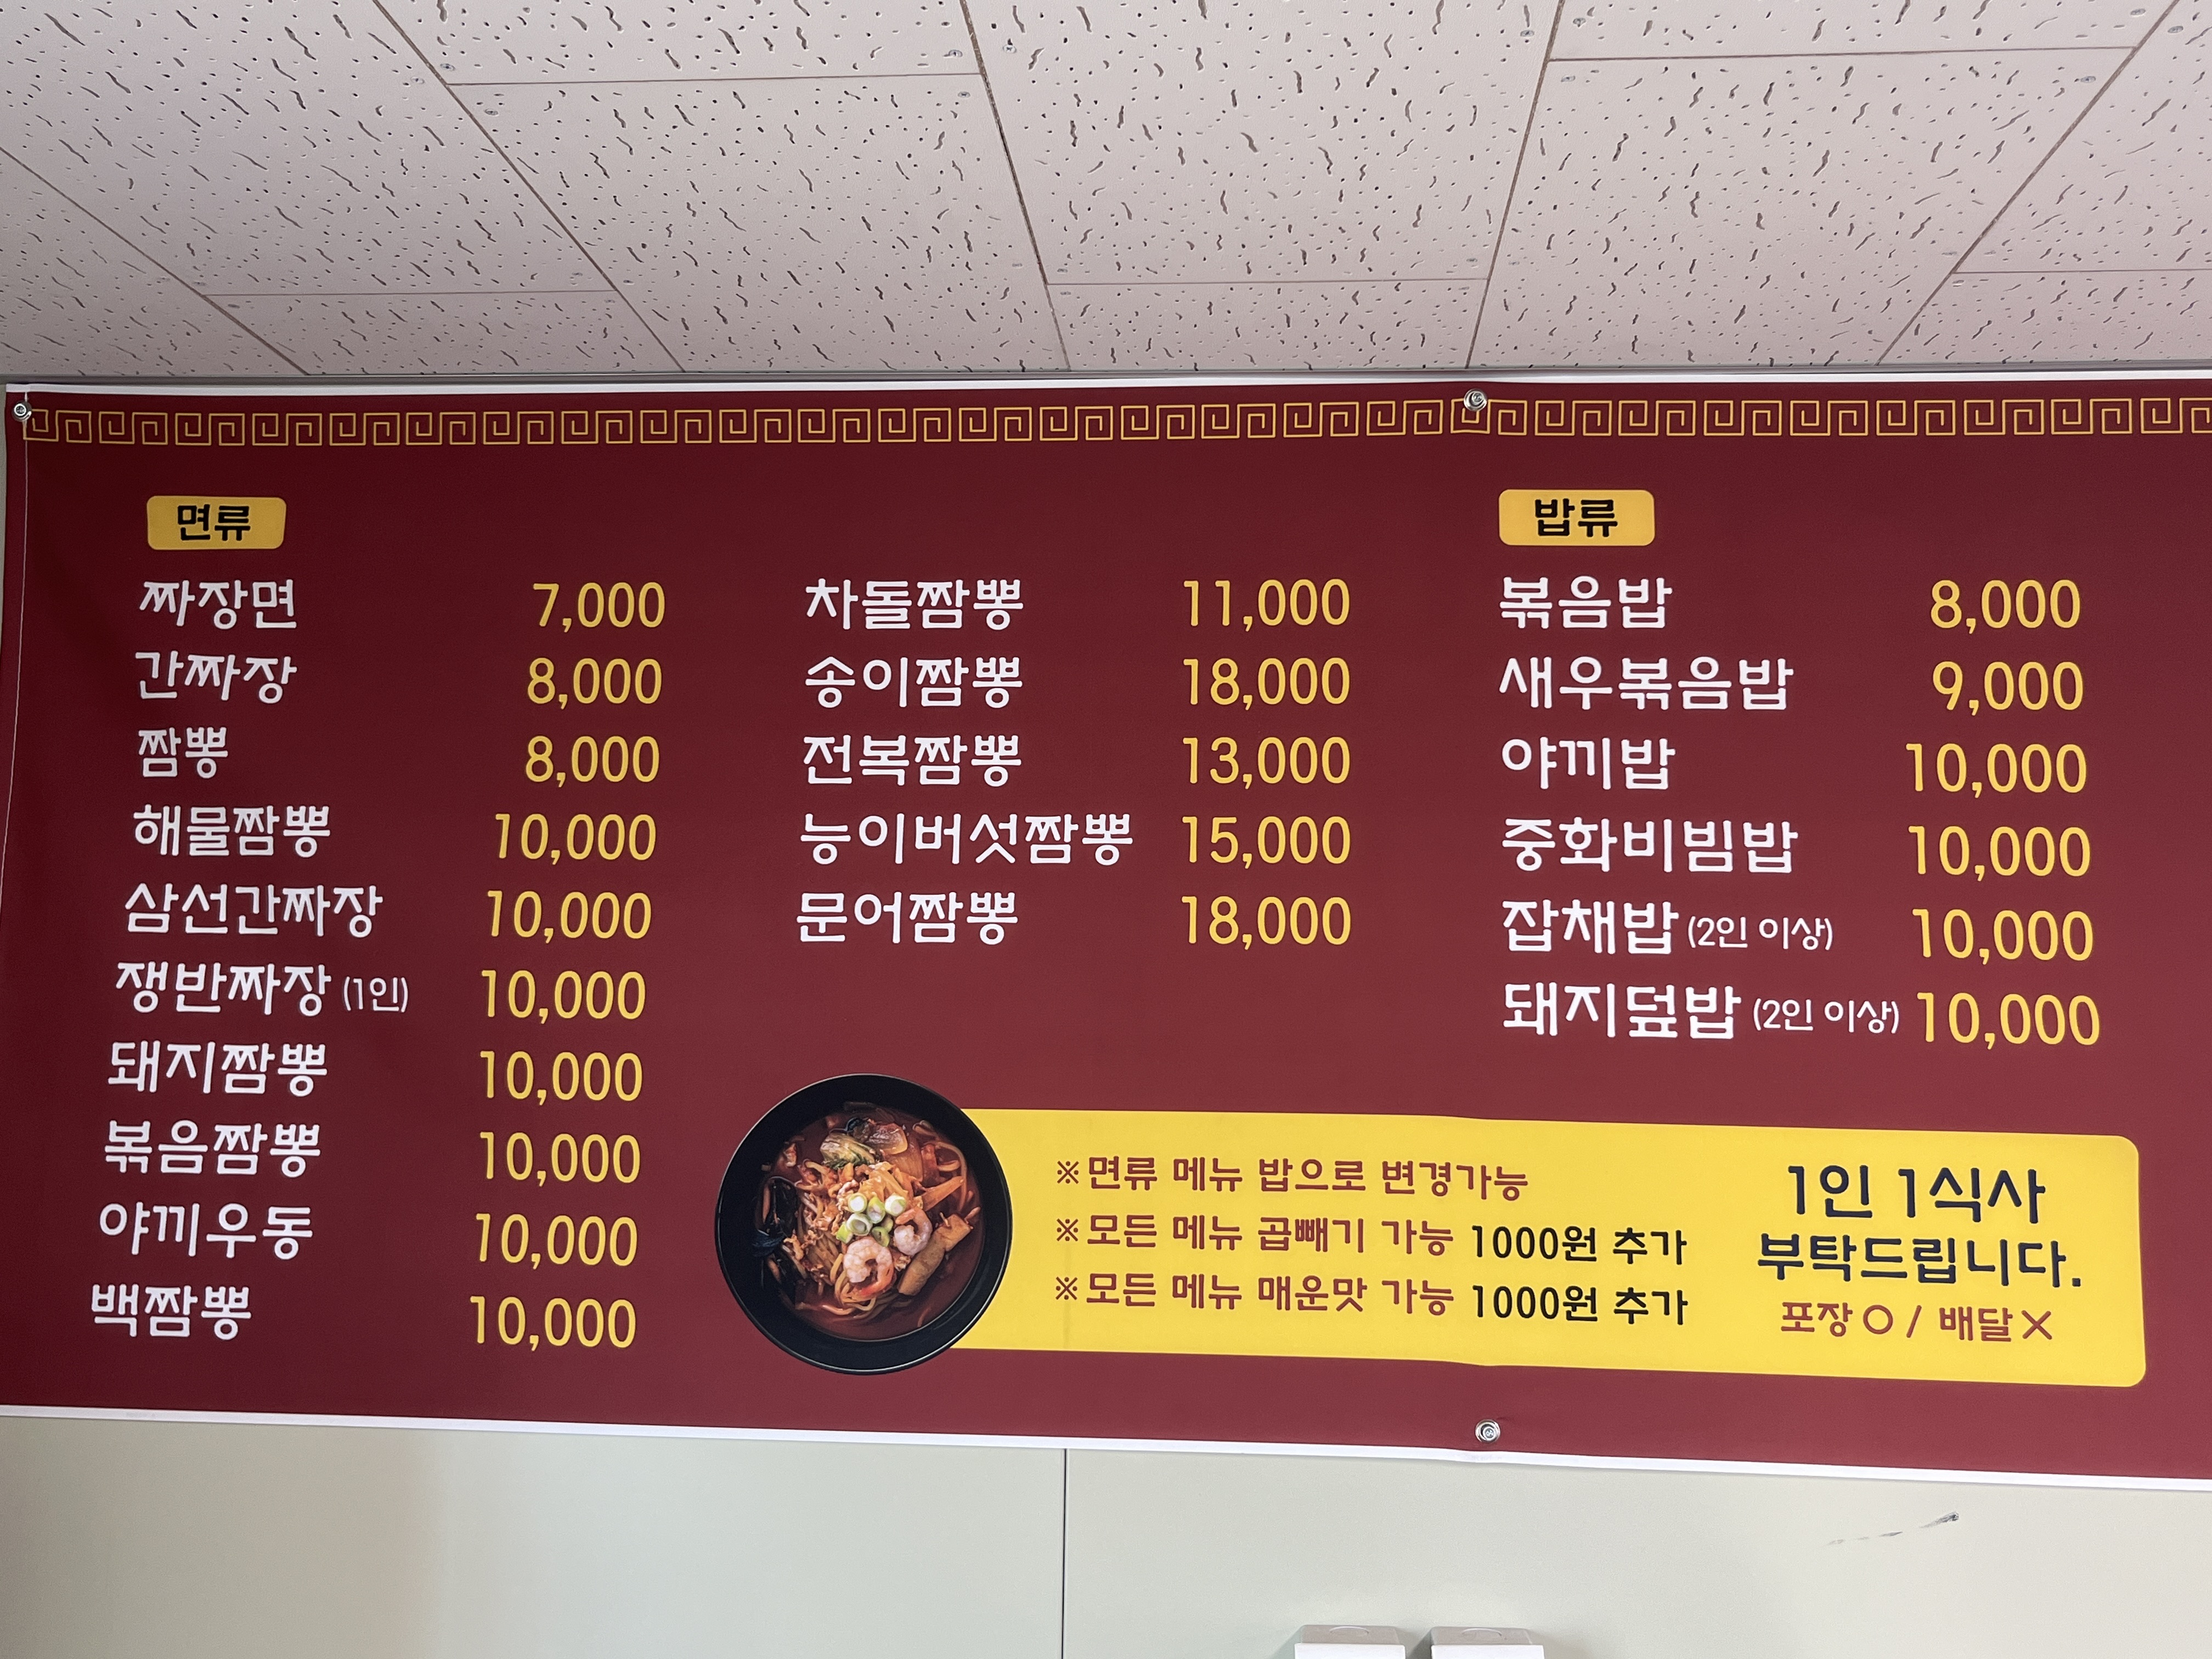 면류
짜장면 7,000
간짜장 8,000
짬뽕 8,000
해물짬뽕 10,000
삼선간짜장 10,000
쟁반짜장 (1인) 10,000
돼지짬뽕 10,000
볶음짬뽕 10,000
야끼우동 10,000
백짬뽕 10,000
차돌짬뽕 11,000
송이짬뽕 18,000
전복짬뽕 13,000
능이버섯짬뽕 15,000
문어짬뽕 18,000
밥류
볶음밥 8,000
새우볶음밥 9,000
야끼밥 10,000
중화비빔밥 10,000
잡채밥 (2인 이상) 10,000
돼지덮밥 (2인 이상) 10,000
※면류 메뉴 밥으로 변경가능
※모든 메뉴 곱빼기 가능 1000원 추가
※모든 메뉴 매운맛 가능 1000원 추가
1인 1식사
부탁드립니다.
포장○ / 배달×